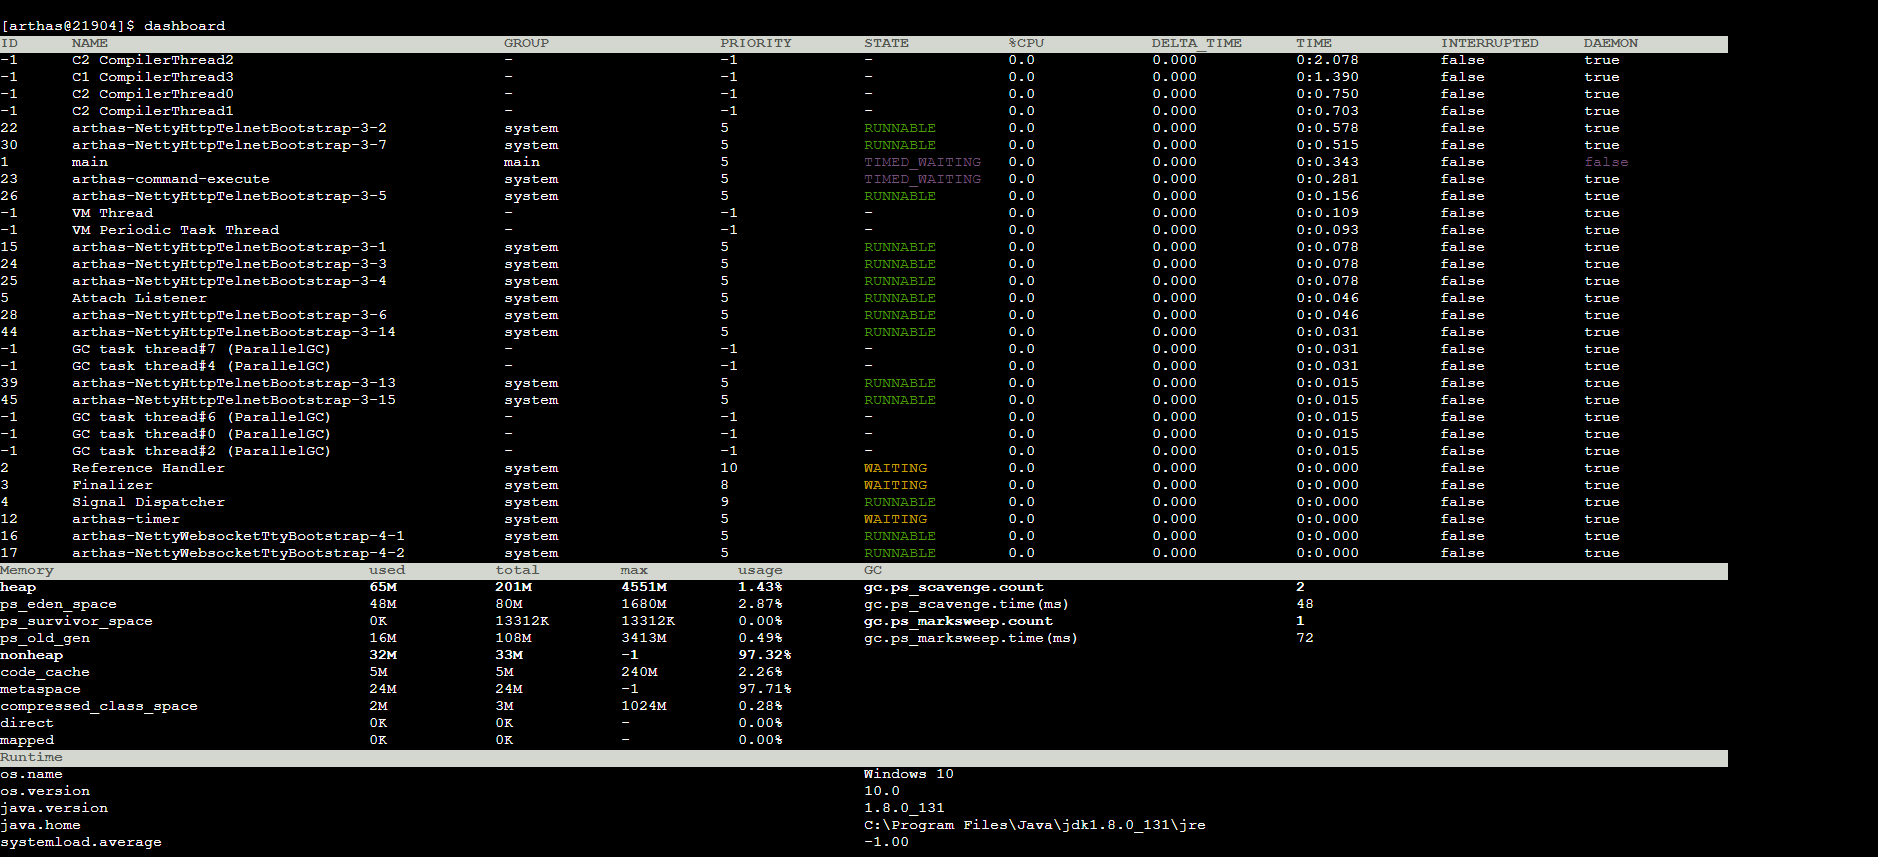 [arthas@21904]$ dashboard
ID NAME GROUP PRIORITY STATE %CPU DELTA_TIME TIME INTERRUPTED DAEMON
-1 C2 CompilerThread2 - -1 - 0.0 0.000 0:2.078 false true
-1 C1 CompilerThread3 - -1 - 0.0 0.000 0:1.390 false true
-1 C2 CompilerThread0 - -1 - 0.0 0.000 0:0.750 false true
-1 C2 CompilerThread1 - -1 - 0.0 0.000 0:0.703 false true
22 arthas-NettyHttpTelnetBootstrap-3-2 system 5 RUNNABLE 0.0 0.000 0:0.578 false true
30 arthas-NettyHttpTelnetBootstrap-3-7 system 5 RUNNABLE 0.0 0.000 0:0.515 false true
1 main main 5 TIMED_WAITING 0.0 0.000 0:0.343 false false
23 arthas-command-execute system 5 TIMED_WAITING 0.0 0.000 0:0.281 false true
26 arthas-NettyHttpTelnetBootstrap-3-5 system 5 RUNNABLE 0.0 0.000 0:0.156 false true
-1 VM Thread - -1 - 0.0 0.000 0:0.109 false true
-1 VM Periodic Task Thread - -1 - 0.0 0.000 0:0.093 false true
15 arthas-NettyHttpTelnetBootstrap-3-1 system 5 RUNNABLE 0.0 0.000 0:0.078 false true
24 arthas-NettyHttpTelnetBootstrap-3-3 system 5 RUNNABLE 0.0 0.000 0:0.078 false true
25 arthas-NettyHttpTelnetBootstrap-3-4 system 5 RUNNABLE 0.0 0.000 0:0.078 false true
5 Attach Listener system 5 RUNNABLE 0.0 0.000 0:0.046 false true
28 arthas-NettyHttpTelnetBootstrap-3-6 system 5 RUNNABLE 0.0 0.000 0:0.046 false true
44 arthas-NettyHttpTelnetBootstrap-3-14 system 5 RUNNABLE 0.0 0.000 0:0.031 false true
-1 GC task thread#7 (ParallelGC) - -1 - 0.0 0.000 0:0.031 false true
-1 GC task thread#4 (ParallelGC) - -1 - 0.0 0.000 0:0.031 false true
39 arthas-NettyHttpTelnetBootstrap-3-13 system 5 RUNNABLE 0.0 0.000 0:0.015 false true
45 arthas-NettyHttpTelnetBootstrap-3-15 system 5 RUNNABLE 0.0 0.000 0:0.015 false true
-1 GC task thread#6 (ParallelGC) - -1 - 0.0 0.000 0:0.015 false true
-1 GC task thread#0 (ParallelGC) - -1 - 0.0 0.000 0:0.015 false true
-1 GC task thread#2 (ParallelGC) - -1 - 0.0 0.000 0:0.015 false true
2 Reference Handler system 10 WAITING 0.0 0.000 0:0.000 false true
3 Finalizer system 8 WAITING 0.0 0.000 0:0.000 false true
4 Signal Dispatcher system 9 RUNNABLE 0.0 0.000 0:0.000 false true
12 arthas-timer system 5 WAITING 0.0 0.000 0:0.000 false true
16 arthas-NettyWebsocketTtyBootstrap-4-1 system 5 RUNNABLE 0.0 0.000 0:0.000 false true
17 arthas-NettyWebsocketTtyBootstrap-4-2 system 5 RUNNABLE 0.0 0.000 0:0.000 false true
Memory used total max usage GC
heap 65M 201M 4551M 1.43% gc.ps_scavenge.count 2
ps_eden_space 48M 80M 1680M 2.87% gc.ps_scavenge.time(ms) 48
ps_survivor_space 0K 13312K 13312K 0.00% gc.ps_marksweep.count 1
ps_old_gen 16M 108M 3413M 0.49% gc.ps_marksweep.time(ms) 72
nonheap 32M 33M -1 97.32%
code_cache 5M 5M 240M 2.26%
metaspace 24M 24M -1 97.71%
compressed_class_space 2M 3M 1024M 0.28%
direct 0K 0K - 0.00%
mapped 0K 0K - 0.00%
Runtime
os.name Windows 10
os.version 10.0
java.version 1.8.0_131
java.home C:\Program Files\Java\jdk1.8.0_131\jre
systemload.average -1.00